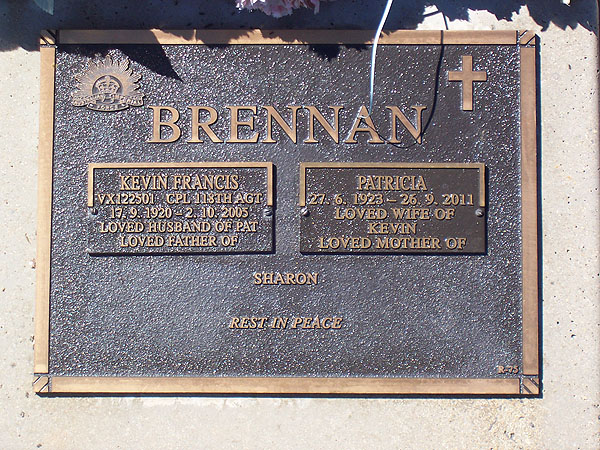 BRENNAN
KEVIN FRANCIS
VX122501 CPL 118TH AGT
17. 9. 1920 – 2. 10. 2005
LOVED HUSBAND OF PAT
LOVED FATHER OF
PATRICIA
27. 6. 1923 – 26. 9. 2011
LOVED WIFE OF
KEVIN
LOVED MOTHER OF
SHARON
REST IN PEACE